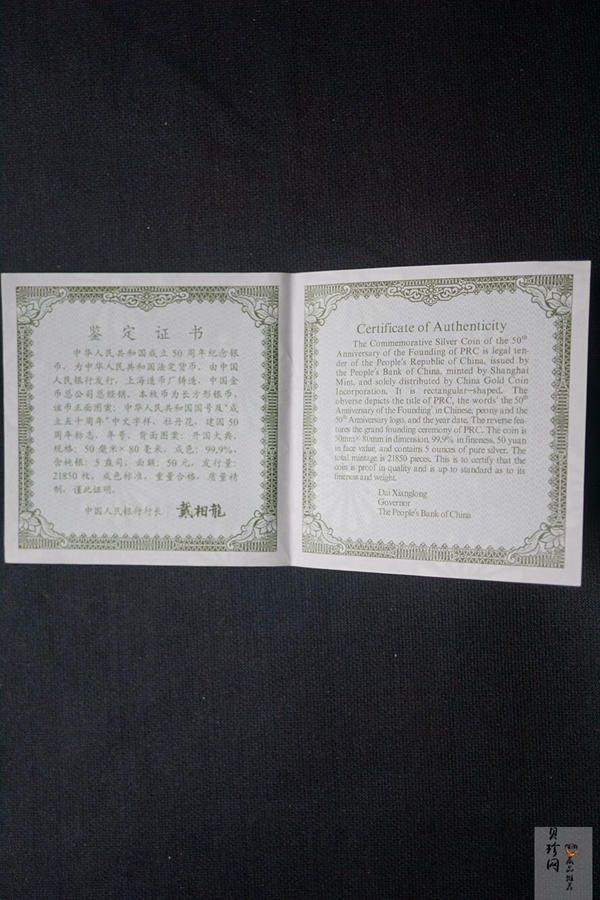 鉴定证书
中华人民共和国成立50周年纪念银
币，为中华人民共和国法定货币，由中国
人民银行发行，上海造币厂铸造，中国金
币总公司总经销。本枚币为长方形银币，
该币正面图案：中华人民共和国国号及“成
立五十周年”中文字样、牡丹花，建国50
周年标志、年号。背面图案：开国大典。
规格：50毫米×80毫米，成色：99.9%，
含纯银：5盎司，面额：50元，发行量：
21850枚。成色标准，重量合格，质量精
制，谨此证明。
中国人民银行行长 戴相龍
Certificate of Authenticity
The Commemorative Silver Coin of the 50th
Anniversary of the Founding of PRC is legal ten-
der of the People's Republic of China, issued by
the People's Bank of China, minted by Shanghai
Mint, and solely distributed by China Gold Coin
Incorporation. It is rectangular-shaped. The
obverse depicts the title of PRC, the words' the 50th
Anniversary of the Founding' in Chinese, peony and the
50th Anniversary logo, and the year date. The reverse fea-
tures the grand founding ceremony of PRC. The coin is
50mm× 80mm in dimension, 99.9% in fineness, 50 yuan
in face value, and contains 5 ounces of pure silver. The
total mintage is 21850 pieces. This is to certify that the
coin is proof in quality and is up to standard as to its
fineness and weight.
Dai Xianglong
Governor
The People's Bank of China
贝珍网
藏品推荐